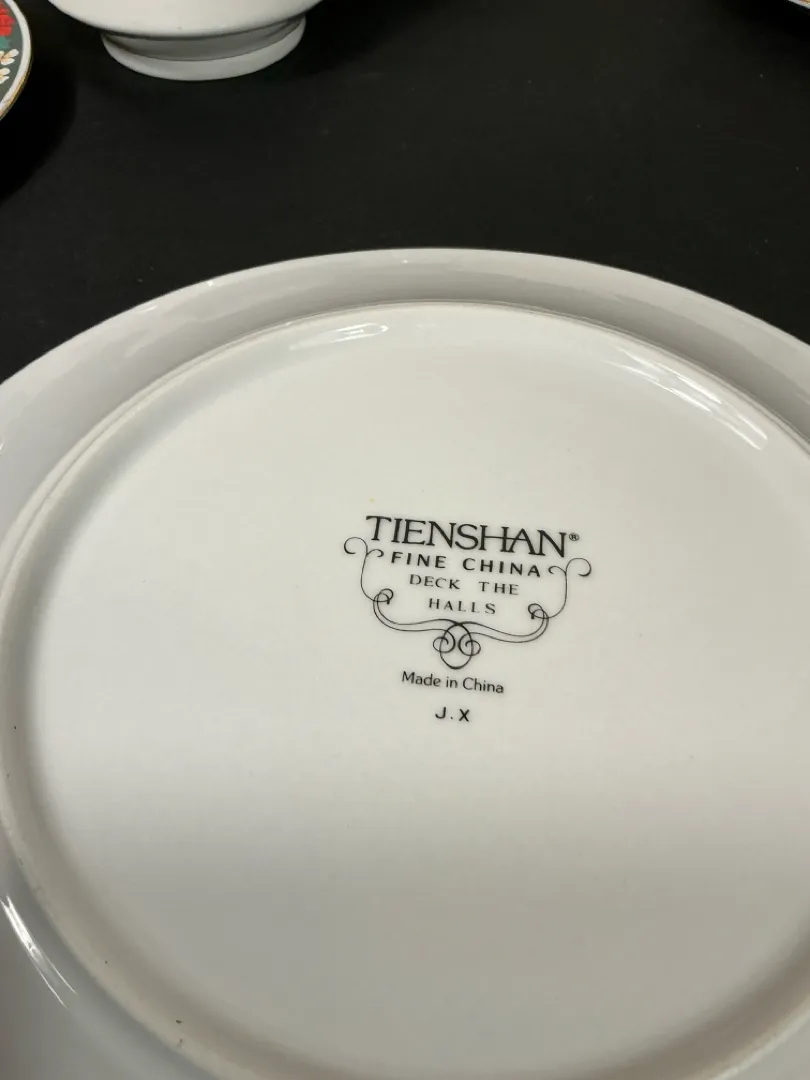 TIENSHAN®
FINE CHINA
DECK THE
HALLS
Made in China
J.X